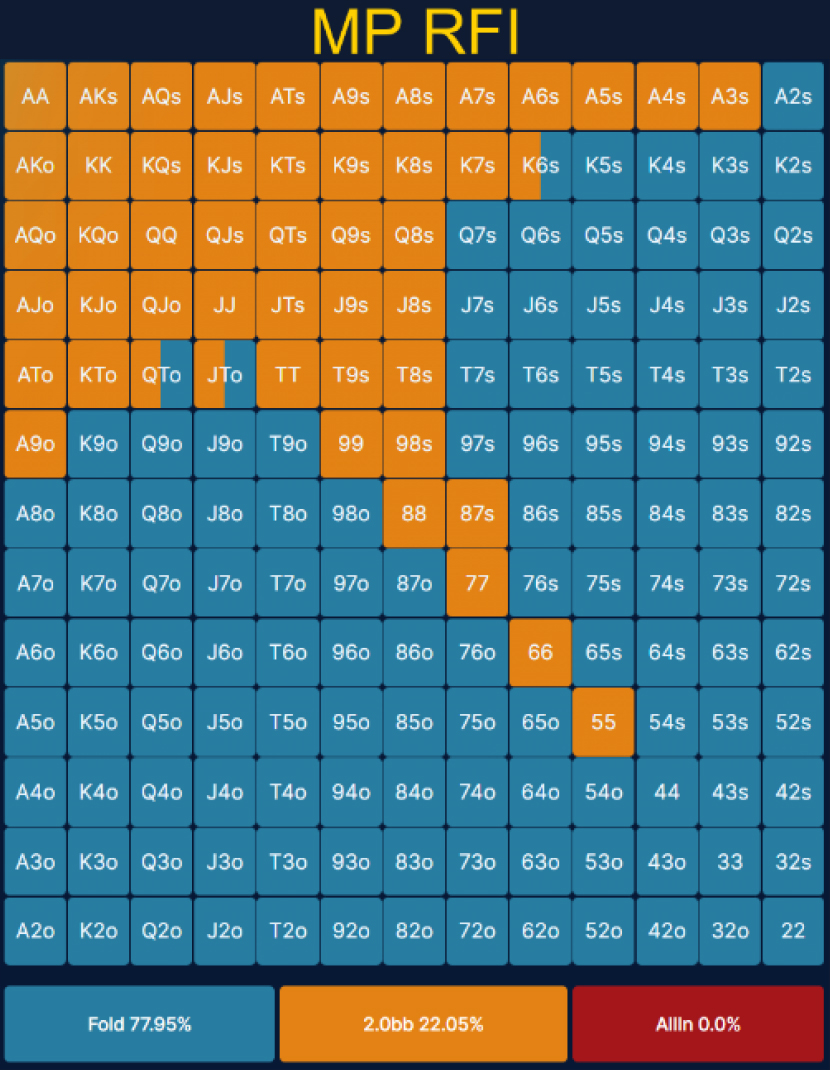 MP RFI
AA AKs AQs AJs ATs A9s A8s A7s A6s A5s A4s A3s A2s
AKo KK KQs KJs KTs K9s K8s K7s K6s K5s K4s K3s K2s
AQo KQo QQ QJs QTs Q9s Q8s Q7s Q6s Q5s Q4s Q3s Q2s
AJo KJo QJo JJ JTs J9s J8s J7s J6s J5s J4s J3s J2s
ATo KTo QTo JTo TT T9s T8s T7s T6s T5s T4s T3s T2s
A9o K9o Q9o J9o T9o 99 98s 97s 96s 95s 94s 93s 92s
A8o K8o Q8o J8o T8o 98o 88 87s 86s 85s 84s 83s 82s
A7o K7o Q7o J7o T7o 97o 87o 77 76s 75s 74s 73s 72s
A6o K6o Q6o J6o T6o 96o 86o 76o 66 65s 64s 63s 62s
A5o K5o Q5o J5o T5o 95o 85o 75o 65o 55 54s 53s 52s
A4o K4o Q4o J4o T4o 94o 84o 74o 64o 54o 44 43s 42s
A3o K3o Q3o J3o T3o 93o 83o 73o 63o 53o 43o 33 32s
A2o K2o Q2o J2o T2o 92o 82o 72o 62o 52o 42o 32o 22
Fold 77.95% 2.0bb 22.05% AllIn 0.0%